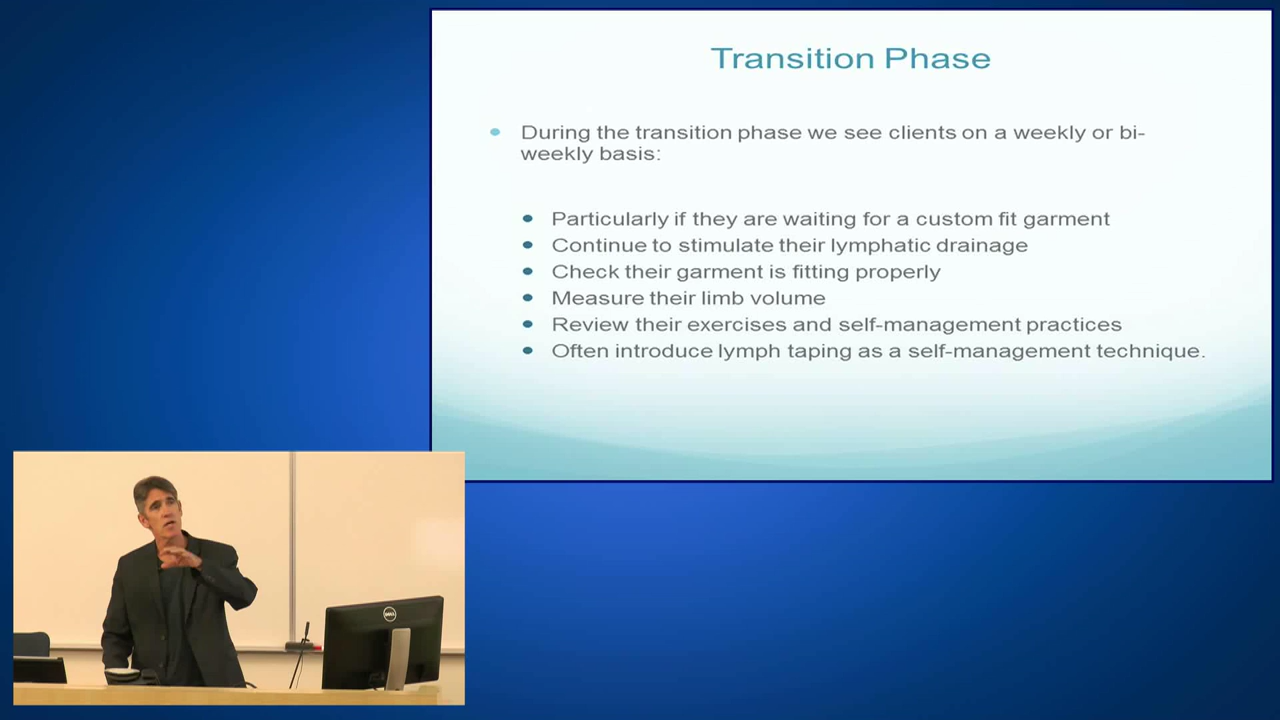 Transition Phase
During the transition phase we see clients on a weekly or bi-
weekly basis:
Particularly if they are waiting for a custom fit garment
Continue to stimulate their lymphatic drainage
Check their garment is fitting properly
Measure their limb volume
Review their exercises and self-management practices
Often introduce lymph taping as a self-management technique.
DELL